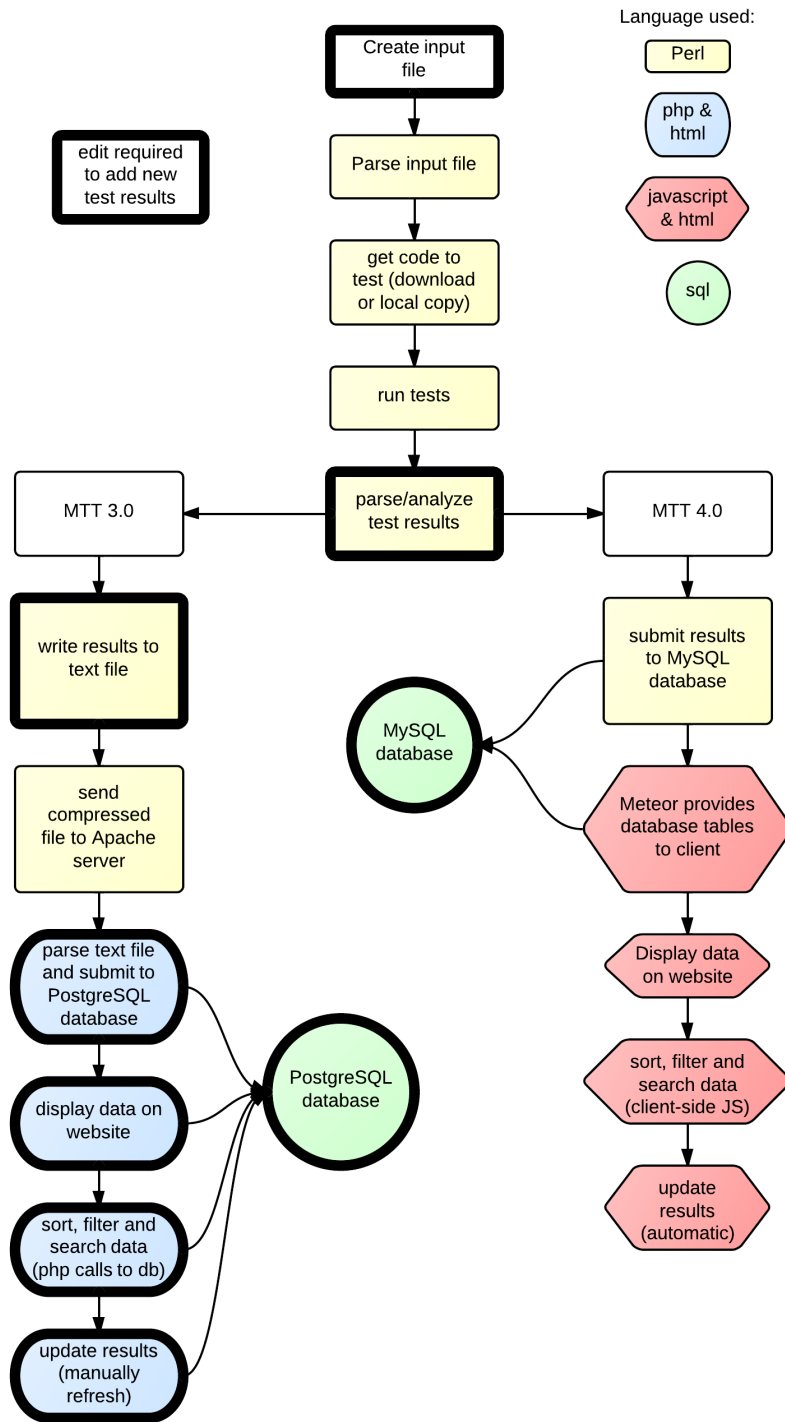 Language used:
Create input
file
Perl
php &
html
edit required
to add new
test results
Parse input file
javascript
& html
get code to
test (download
or local copy)
sql
run tests
MTT 3.0
parse/analyze
test results
MTT 4.0
write results to
text file
submit results
to MySQL
database
MySQL
database
send
compressed
file to Apache
server
Meteor provides
database tables
to client
parse text file
and submit to
PostgreSQL
database
Display data
on website
PostgreSQL
database
display data on
website
sort, filter and
search data
(client-side JS)
sort, filter and
search data
(php calls to db)
update
results
(automatic)
update results
(manually
refresh)